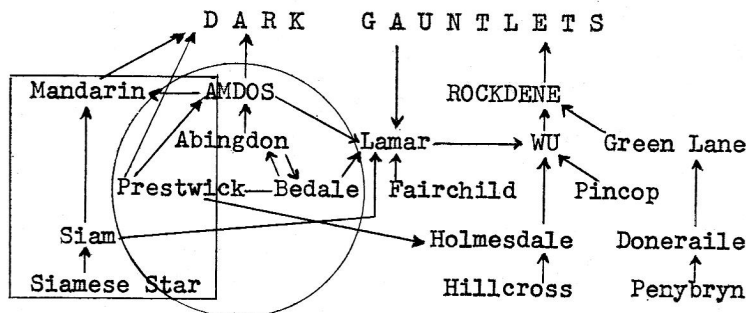 D A R K G A U N T L E T S
Mandarin AMDOS ROCKDENE
Abingdon Lamar WU Green Lane
Prestwick Bedale Fairchild Pincop
Siam Holmesdale Doneraile
Siamese Star Hillcross Penybryn